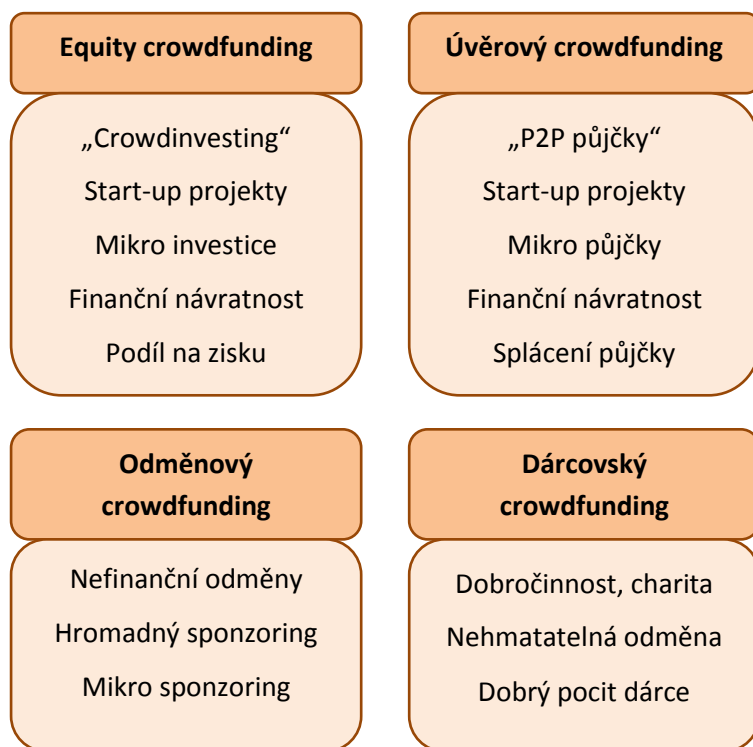 Equity crowdfunding
„Crowdinvesting“
Start-up projekty
Mikro investice
Finanční návratnost
Podíl na zisku
Úvěrový crowdfunding
„P2P půjčky“
Start-up projekty
Mikro půjčky
Finanční návratnost
Splácení půjčky
Odměnový
crowdfunding
Nefinanční odměny
Hromadný sponzoring
Mikro sponzoring
Dárcovský
crowdfunding
Dobročinnost, charita
Nehmatatelná odměna
Dobrý pocit dárce